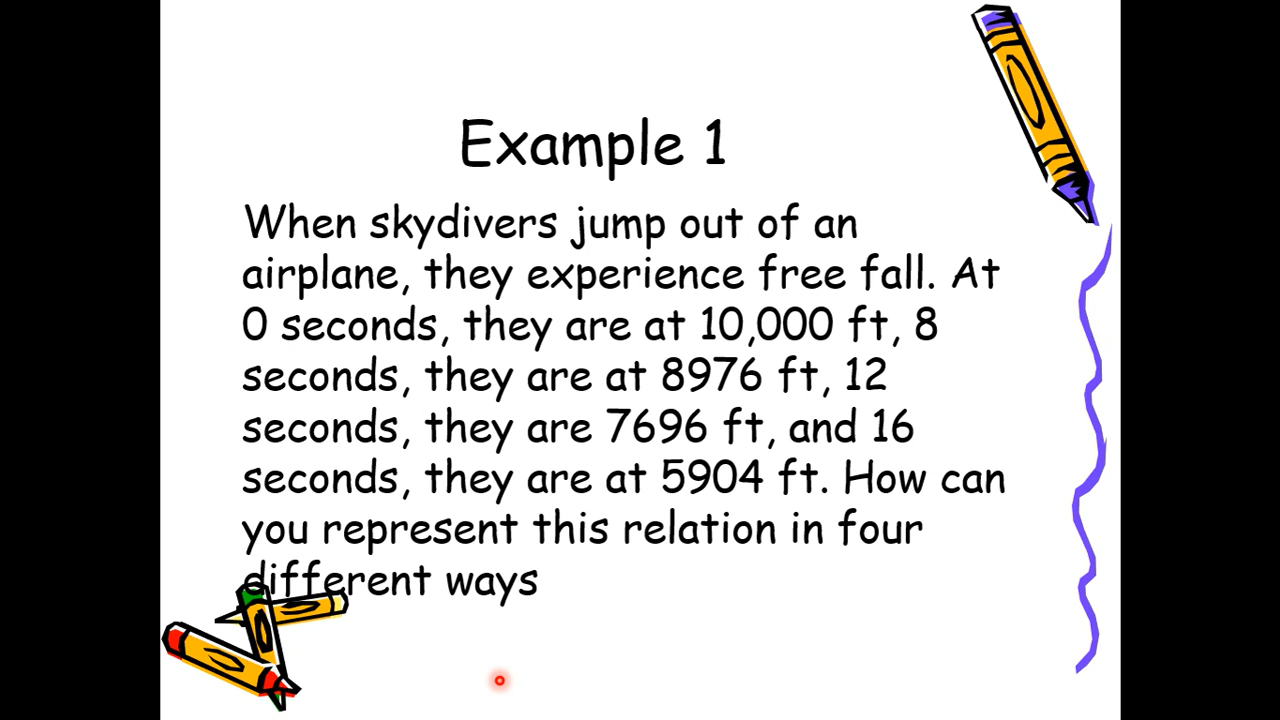 Example 1
When skydivers jump out of an
airplane, they experience free fall. At
0 seconds, they are at 10,000 ft, 8
seconds, they are at 8976 ft, 12
seconds, they are 7696 ft, and 16
seconds, they are at 5904 ft. How can
you represent this relation in four
different ways